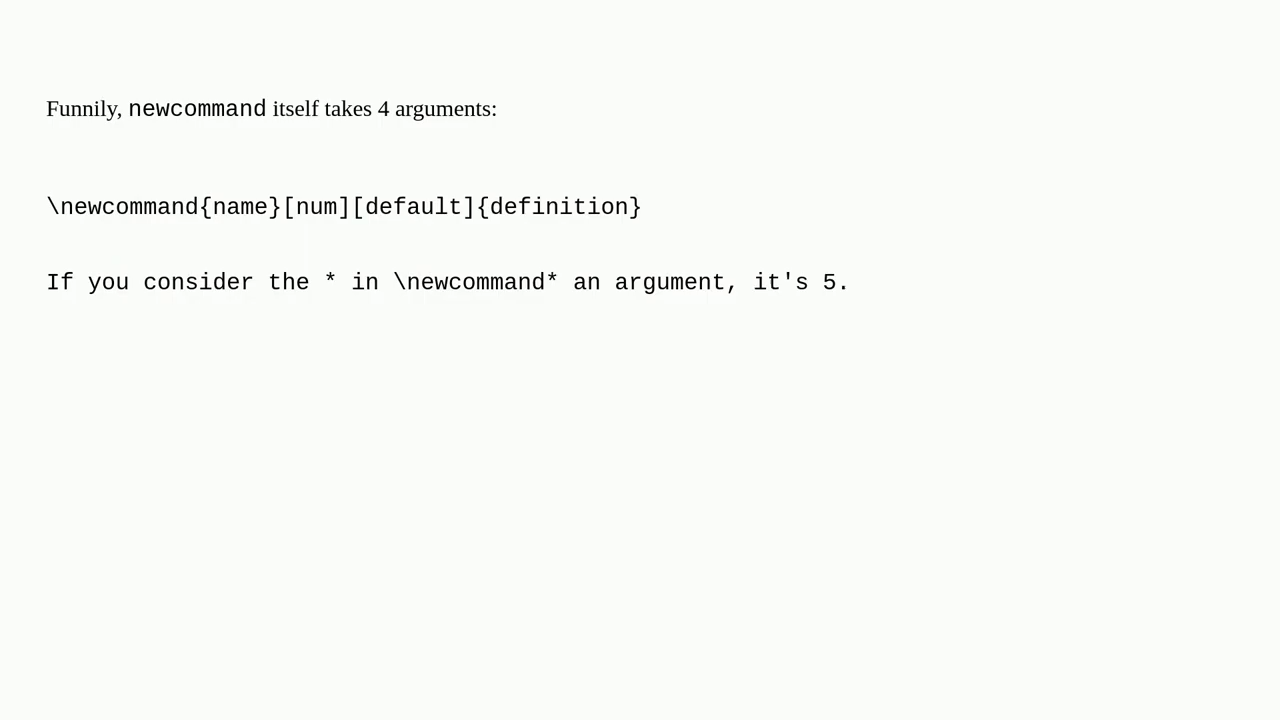 Funnily, newcommand itself takes 4 arguments:
\newcommand{name}[num][default]{definition}
If you consider the * in \newcommand* an argument, it's 5.